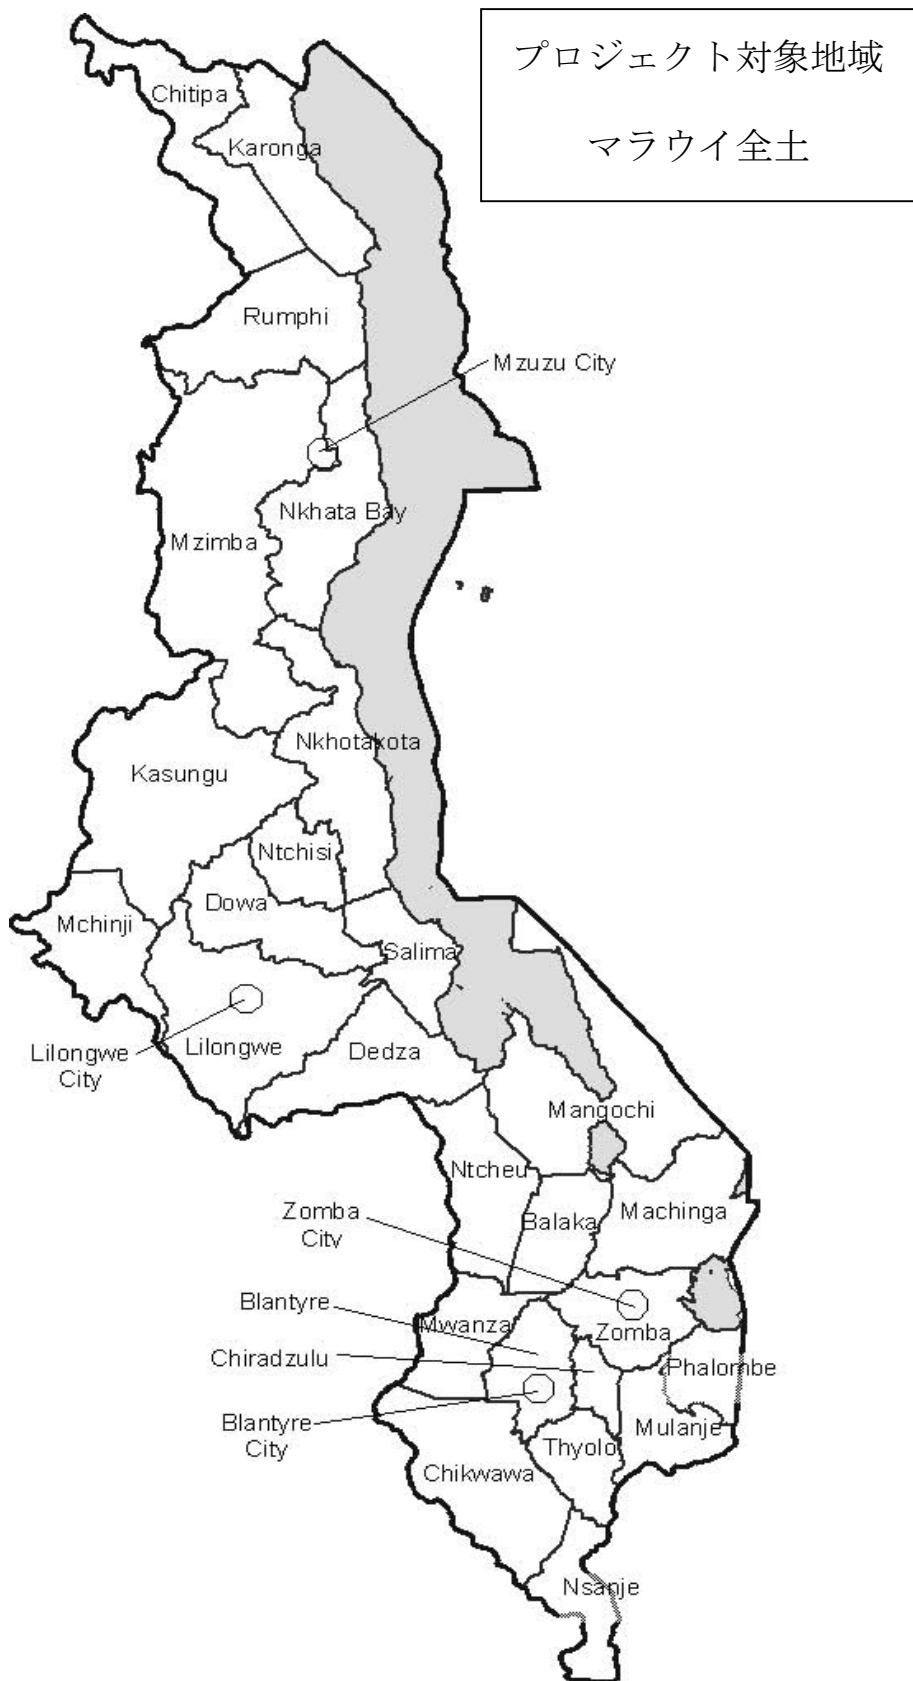 プロジェクト対象地域
マラウイ全土
Chitipa
Karonga
Rumphi
Mzuzu City
Nkhata Bay
Mzimba
Nkhotakota
Kasungu
Ntchisi
Dowa
Mchinji
Salima
Lilongwe
City
Lilongwe
Dedza
Mangochi
Ntcheu
Zomba
City
Balaka
Machinga
Blantyre
Mwanza
Zomba
Chiradzulu
Phalombe
Blantyre
City
Mulanje
Thyolo
Chikwawa
Nsanje